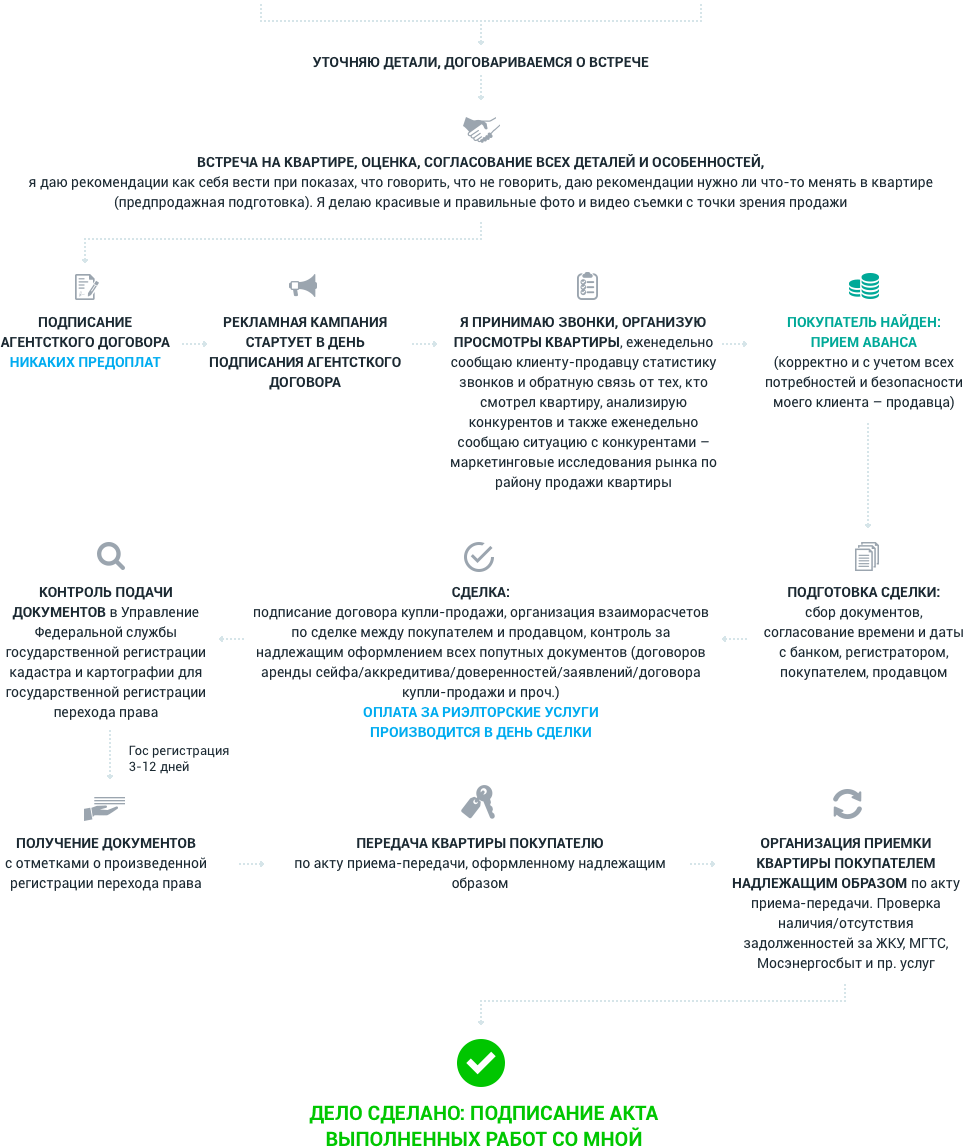 УТОЧНЯЮ ДЕТАЛИ, ДОГОВАРИВАЕМСЯ О ВСТРЕЧЕ
ВСТРЕЧА НА КВАРТИРЕ, ОЦЕНКА, СОГЛАСОВАНИЕ ВСЕХ ДЕТАЛЕЙ И ОСОБЕННОСТЕЙ,
я даю рекомендации как себя вести при показах, что говорить, что не говорить, даю рекомендации нужно ли что-то менять в квартире
(предпродажная подготовка). Я делаю красивые и правильные фото и видео съемки с точки зрения продажи
ПОДПИСАНИЕ
АГЕНТСТКОГО ДОГОВОРА
НИКАКИХ ПРЕДОПЛАТ
РЕКЛАМНАЯ КАМПАНИЯ
СТАРТУЕТ В ДЕНЬ
ПОДПИСАНИЯ АГЕНТСТКОГО
ДОГОВОРА
Я ПРИНИМАЮ ЗВОНКИ, ОРГАНИЗУЮ
ПРОСМОТРЫ КВАРТИРЫ, еженедельно
сообщаю клиенту-продавцу статистику
звонков и обратную связь от тех, кто
смотрел квартиру, анализирую
конкурентов и также еженедельно
сообщаю ситуацию с конкурентами –
маркетинговые исследования рынка по
району продажи квартиры
ПОКУПАТЕЛЬ НАЙДЕН:
ПРИЕМ АВАНСА
(корректно и с учетом всех
потребностей и безопасности
моего клиента – продавца)
КОНТРОЛЬ ПОДАЧИ
ДОКУМЕНТОВ в Управление
Федеральной службы
государственной регистрации
кадастра и картографии для
государственной регистрации
перехода права
СДЕЛКА:
подписание договора купли-продажи, организация взаиморасчетов
по сделке между покупателем и продавцом, контроль за
надлежащим оформлением всех попутных документов (договоров
аренды сейфа/аккредитива/доверенностей/заявлений/договора
купли-продажи и проч.)
ОПЛАТА ЗА РИЭЛТОРСКИЕ УСЛУГИ
ПРОИЗВОДИТСЯ В ДЕНЬ СДЕЛКИ
ПОДГОТОВКА СДЕЛКИ:
сбор документов,
согласование времени и даты
с банком, регистратором,
покупателем, продавцом
Гос регистрация
3-12 дней
ПОЛУЧЕНИЕ ДОКУМЕНТОВ
с отметками о произведенной
регистрации перехода права
ПЕРЕДАЧА КВАРТИРЫ ПОКУПАТЕЛЮ
по акту приема-передачи, оформленному надлежащим
образом
ОРГАНИЗАЦИЯ ПРИЕМКИ
КВАРТИРЫ ПОКУПАТЕЛЕМ
НАДЛЕЖАЩИМ ОБРАЗОМ по акту
приема-передачи. Проверка
наличия/отсутствия
задолженностей за ЖКУ, МГТС,
Мосэнергосбыт и пр. услуг
ДЕЛО СДЕЛАНО: ПОДПИСАНИЕ АКТА
ВЫПОЛНЕННЫХ РАБОТ СО МНОЙ